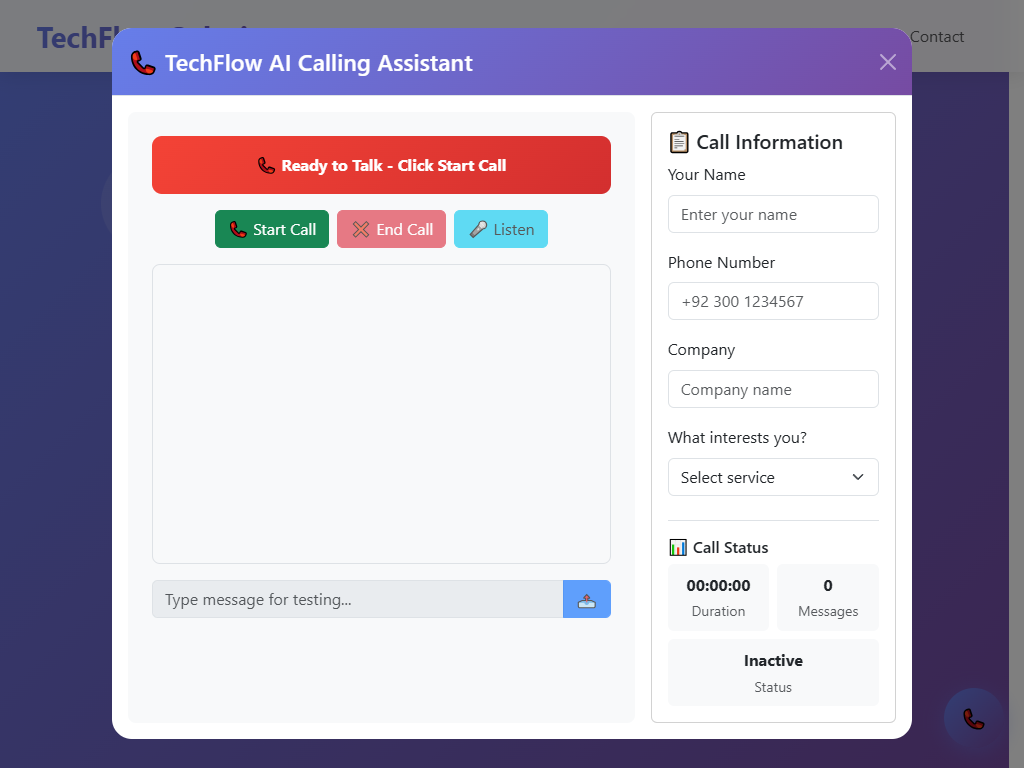 Contact
TechFlow AI Calling Assistant
Ready to Talk - Click Start Call
Start Call
End Call
Listen
Type message for testing...
Call Information
Your Name
Enter your name
Phone Number
+92 300 1234567
Company
Company name
What interests you?
Select service
Call Status
00:00:00
Duration
0
Messages
Inactive
Status